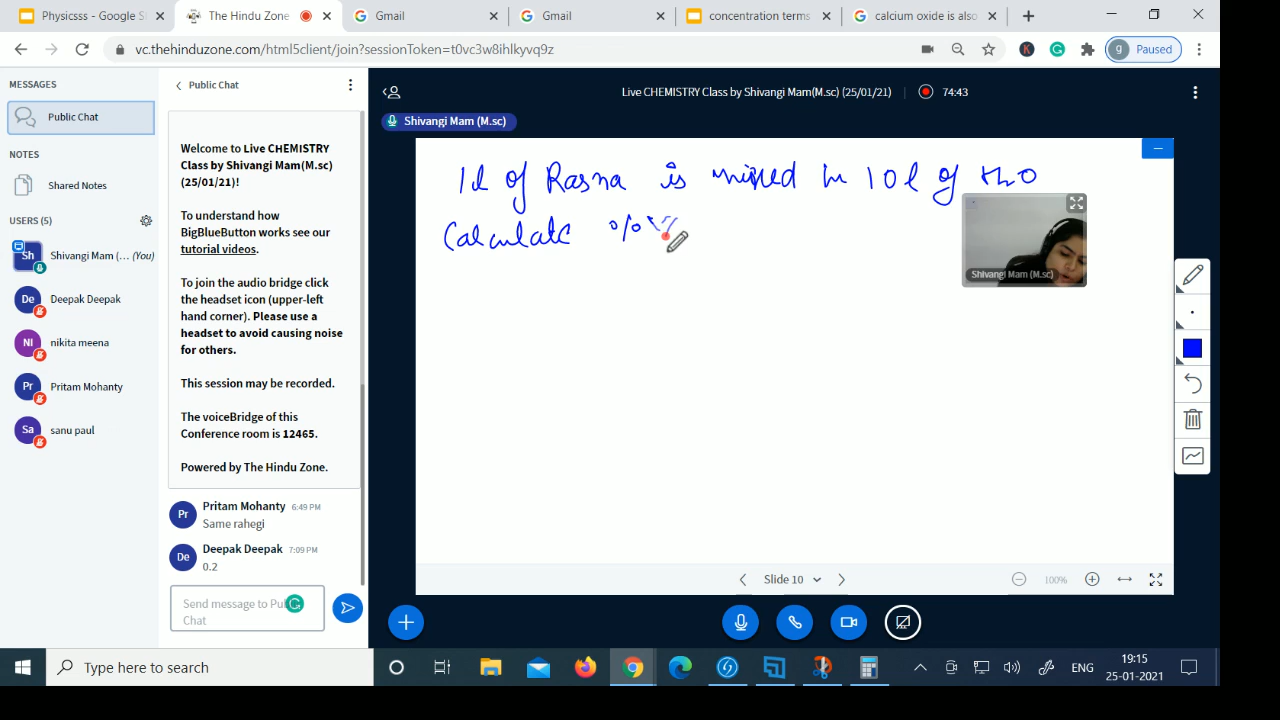 Physicsss - Google S
The Hindu Zone
Gmail
Gmail
concentration terms
calcium oxide is also
vc.thehinduzone.com/html5client/join?sessionToken=t0vc3w8ihlkyvq9z
K
g Paused
MESSAGES
Public Chat
NOTES
Shared Notes
USERS (5)
Sh Shivangi Mam (... (You)
De Deepak Deepak
NI nikita meena
Pr Pritam Mohanty
Sa sanu paul
Public Chat
Welcome to Live CHEMISTRY
Class by Shivangi Mam(M.sc)
(25/01/21)!
To understand how
BigBlueButton works see our
tutorial videos.
To join the audio bridge click
the headset icon (upper-left
hand corner). Please use a
headset to avoid causing noise
for others.
This session may be recorded.
The voiceBridge of this
Conference room is 12465.
Powered by The Hindu Zone.
Pr Pritam Mohanty 6:49 PM
Same rahegi
De Deepak Deepak 7:09 PM
0.2
Send message to Pu
Chat
Live CHEMISTRY Class by Shivangi Mam(M.sc) (25/01/21)
74:43
Shivangi Mam (M.sc)
1l of Rasna is mixed in 10l of H2O
Calculate %
Shivangi Mam (M.sc)
Slide 10
100%
Type here to search
ENG
19:15
25-01-2021